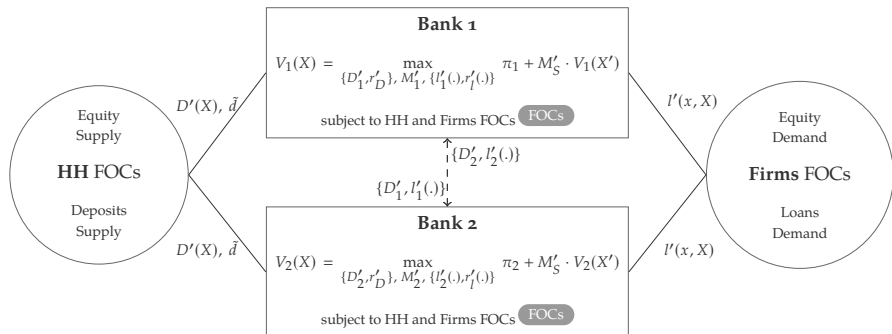 Bank 1
V_1(X) = max_{{D'_1,r'_D}, M'_1, {l'_1(.),r'_l(.)}} π_1 + M'_S · V_1(X')
subject to HH and Firms FOCs FOCs
D'(X), d̃
l'(x, X)
Equity
Supply
HH FOCs
Deposits
Supply
{D'_2, l'_2(.)}
{D'_1, l'_1(.)}
Equity
Demand
Firms FOCs
Loans
Demand
Bank 2
D'(X), d̃
l'(x, X)
V_2(X) = max_{{D'_2,r'_D}, M'_2, {l'_2(.),r'_l(.)}} π_2 + M'_S · V_2(X')
subject to HH and Firms FOCs FOCs